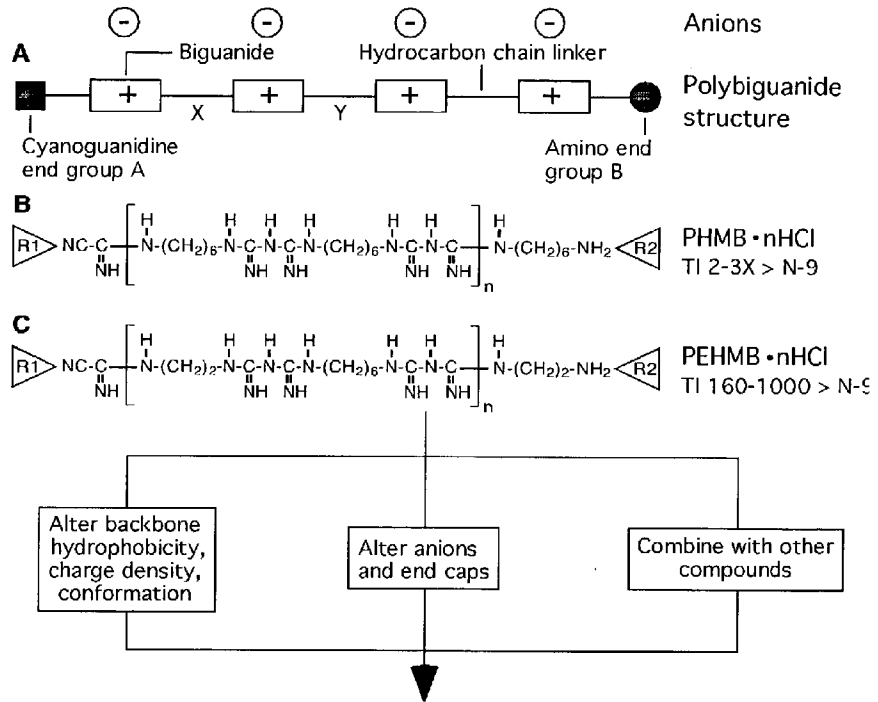 − − − − Anions
A
Biguanide Hydrocarbon chain linker
+ + + + Polybiguanide
structure
X Y
Cyanoguanidine
end group A
Amino end
group B
B
H H H H H H H
R1 NC-C N-(CH2)6-N-C-N-C-N-(CH2)6-N-C-N-C N-(CH2)6-NH2 R2
NH NH NH NH NH
n
PHMB•nHCl
TI 2-3X > N-9
C
H H H H H H H
R1 NC-C N-(CH2)2-N-C-N-C-N-(CH2)6-N-C-N-C N-(CH2)2-NH2 R2
NH NH NH NH NH
n
PEHMB•nHCl
TI 160-1000 > N-9
Alter backbone
hydrophobicity,
charge density,
conformation
Alter anions
and end caps
Combine with other
compounds